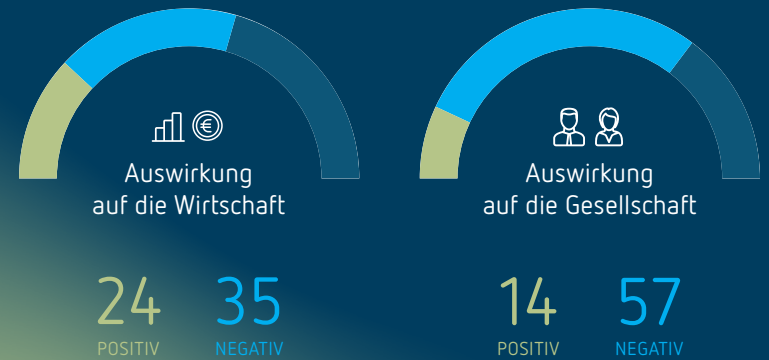 Auswirkung
auf die Wirtschaft
24
POSITIV
35
NEGATIV
Auswirkung
auf die Gesellschaft
14
POSITIV
57
NEGATIV